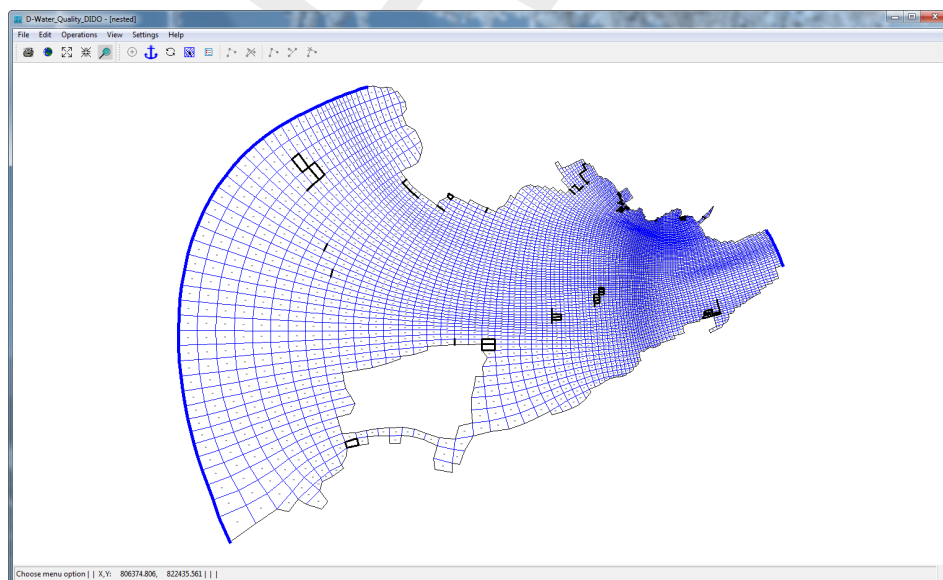 D-Water_Quality_DIDO - [nested]
File Edit Operations View Settings Help
Choose menu option | | X,Y: 806374.806, 822435.561 | | |